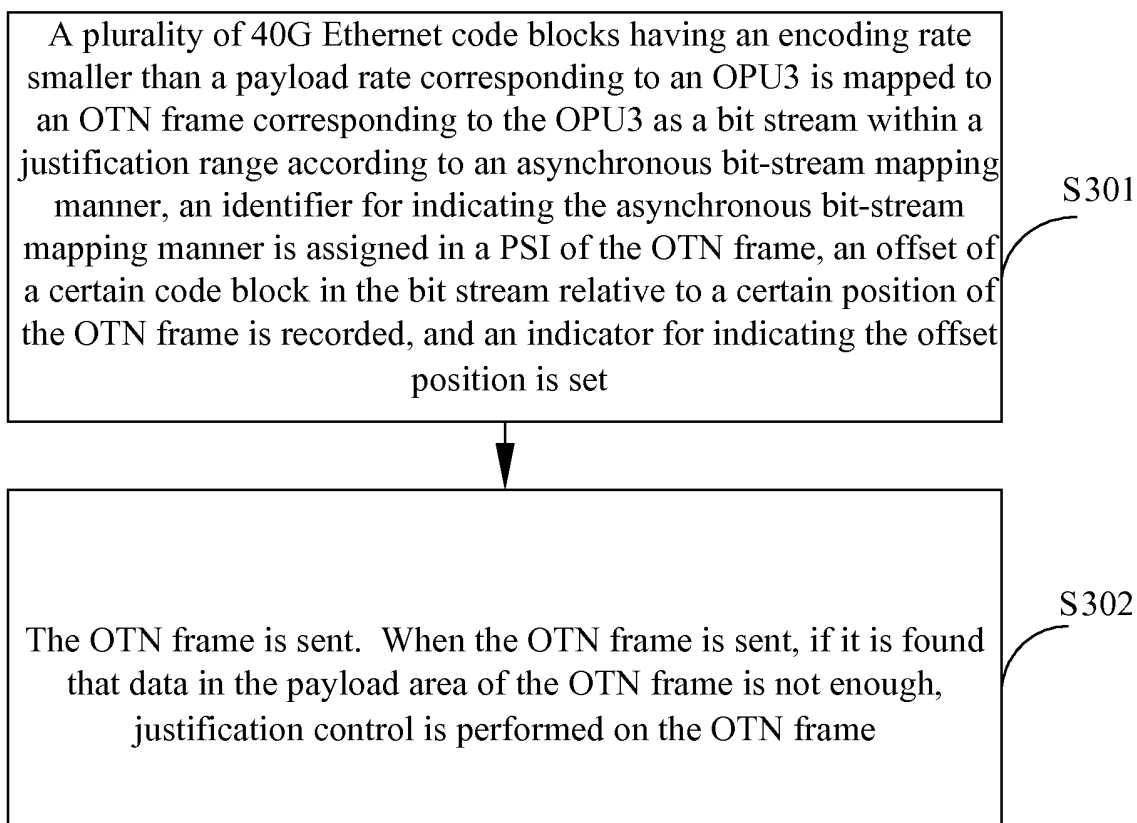 A plurality of 40G Ethernet code blocks having an encoding rate
smaller than a payload rate corresponding to an OPU3 is mapped to
an OTN frame corresponding to the OPU3 as a bit stream within a
justification range according to an asynchronous bit-stream mapping
manner, an identifier for indicating the asynchronous bit-stream
mapping manner is assigned in a PSI of the OTN frame, an offset of
a certain code block in the bit stream relative to a certain position of
the OTN frame is recorded, and an indicator for indicating the offset
position is set
S301
The OTN frame is sent. When the OTN frame is sent, if it is found
that data in the payload area of the OTN frame is not enough,
justification control is performed on the OTN frame
S302